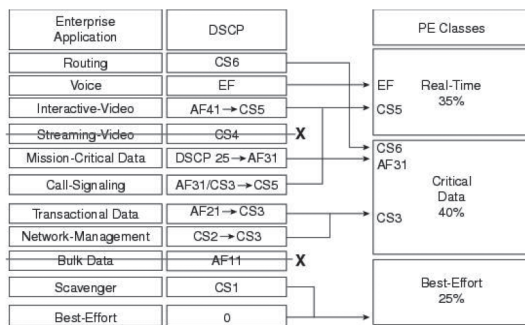 Enterprise Application DSCP PE Classes
Routing CS6
Voice EF EF Real-Time
35%
Interactive-Video AF41→CS5 CS5
Streaming-Video CS4 X
CS6
Mission-Critical Data DSCP 25→AF31 AF31
Call-Signaling AF31/CS3→CS5 Critical Data
40%
Transactional Data AF21→CS3 CS3
Network-Management CS2→CS3
Bulk Data AF11 X
Scavenger CS1 Best-Effort
25%
Best-Effort 0